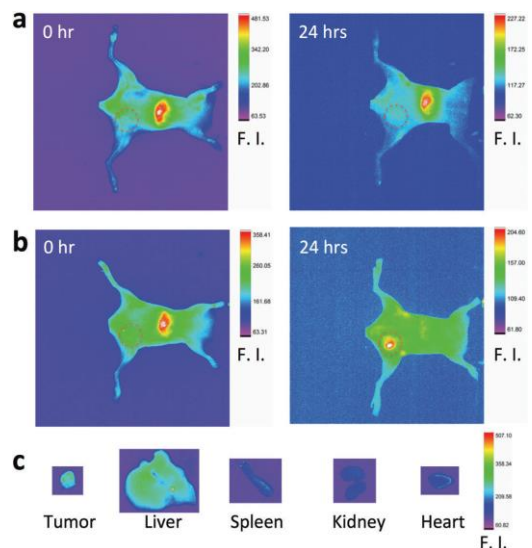 a
0 hr
481.53
342.20
202.86
63.53
F. I.
24 hrs
227.22
172.25
117.27
62.30
F. I.
b
0 hr
358.41
260.05
161.68
63.31
F. I.
24 hrs
204.60
157.00
109.40
61.80
F. I.
c
Tumor
Liver
Spleen
Kidney
Heart
507.10
358.34
209.58
60.82
F. I.